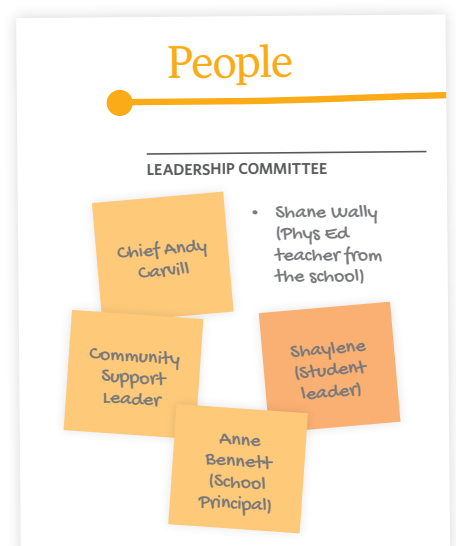 People
LEADERSHIP COMMITTEE
Chief Andy
Carvill
• Shane Wally
(Phys Ed
teacher from
the school)
Community
Support
Leader
Shaylene
(Student
leader)
Anne
Bennett
(School
Principal)